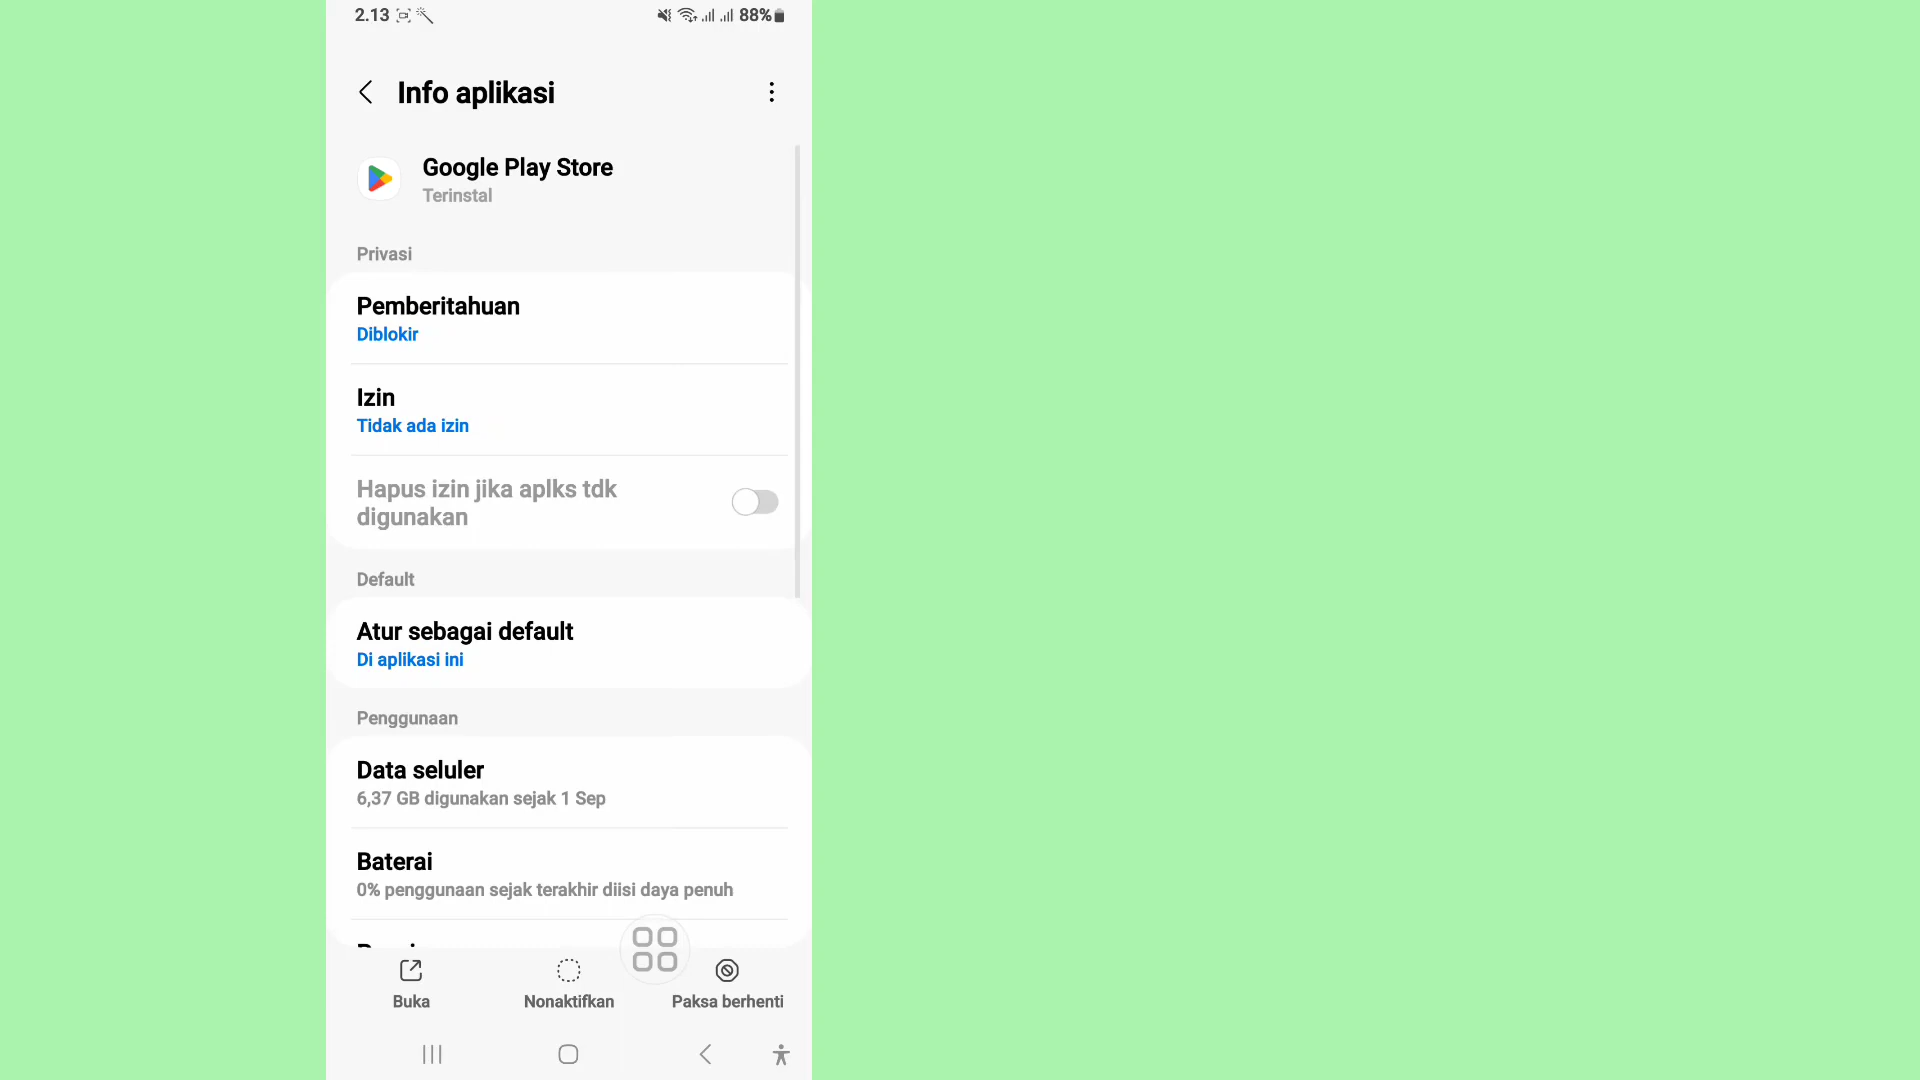 2.13 88%
Info aplikasi
Google Play Store
Terinstal
Privasi
Pemberitahuan
Diblokir
Izin
Tidak ada izin
Hapus izin jika aplks tdk
digunakan
Default
Atur sebagai default
Di aplikasi ini
Penggunaan
Data seluler
6,37 GB digunakan sejak 1 Sep
Baterai
0% penggunaan sejak terakhir diisi daya penuh
Buka
Nonaktifkan
Paksa berhenti